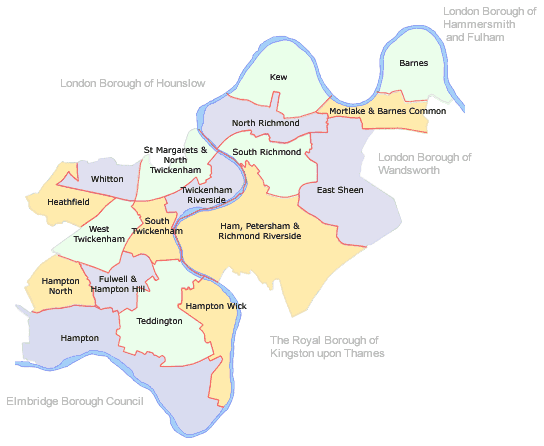 London Borough of
Hammersmith
and Fulham
Barnes
Kew
London Borough of Hounslow
Mortlake & Barnes Common
North Richmond
St Margarets &
North
Twickenham
South Richmond
London Borough of
Wandsworth
Whitton
Twickenham
Riverside
East Sheen
Heathfield
West
Twickenham
South
Twickenham
Ham, Petersham &
Richmond Riverside
Hampton
North
Fulwell &
Hampton Hill
Hampton Wick
Teddington
Hampton
The Royal Borough of
Kingston upon Thames
Elmbridge Borough Council